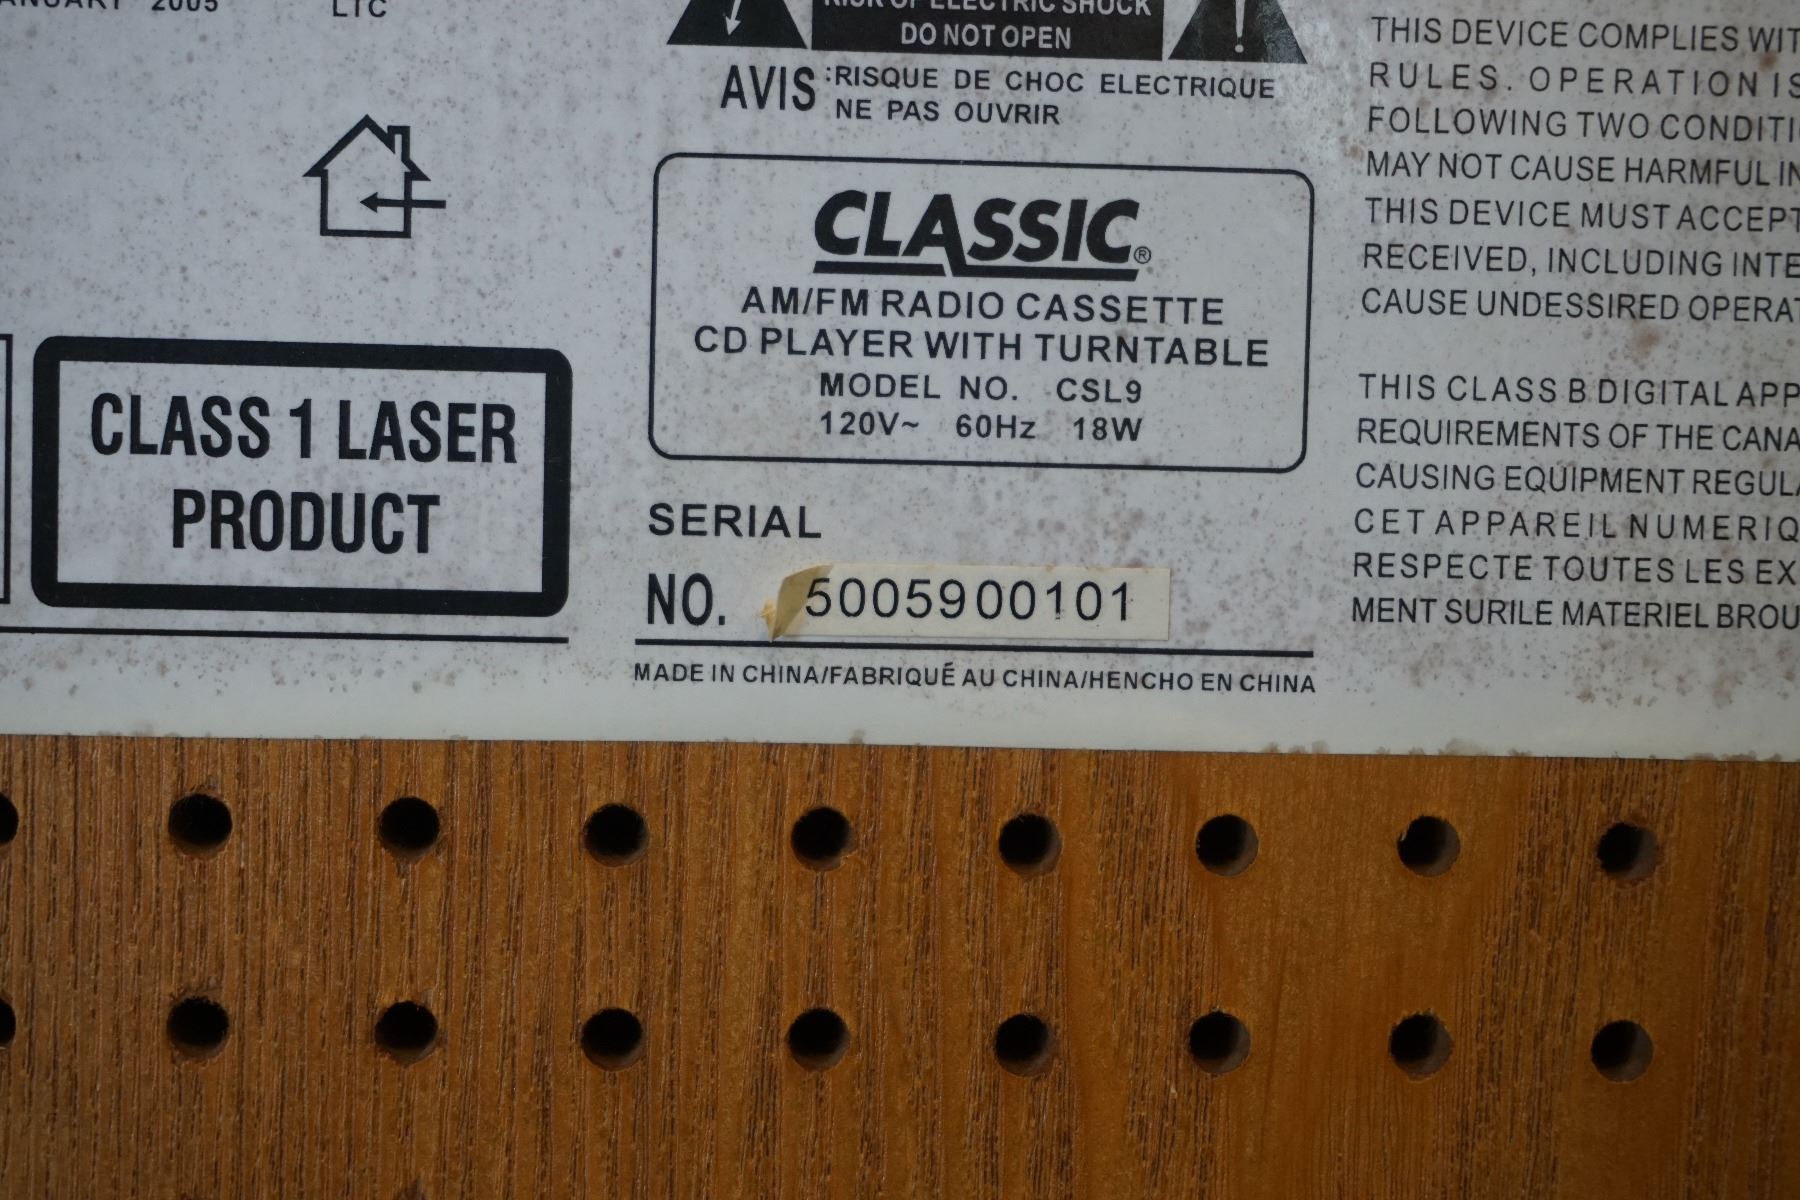 2005
LTC
CLASS 1 LASER
PRODUCT
RISK OF ELECTRIC SHOCK
DO NOT OPEN
AVIS :RISQUE DE CHOC ELECTRIQUE
NE PAS OUVRIR
CLASSIC®
AM/FM RADIO CASSETTE
CD PLAYER WITH TURNTABLE
MODEL NO. CSL9
120V~ 60Hz 18W
SERIAL
NO. 5005900101
MADE IN CHINA/FABRIQUÉ AU CHINA/HENCHO EN CHINA
THIS DEVICE COMPLIES WIT
RULES. OPERATION IS
FOLLOWING TWO CONDITI
MAY NOT CAUSE HARMFUL IN
THIS DEVICE MUST ACCEPT
RECEIVED, INCLUDING INTE
CAUSE UNDESSIRED OPERAT
THIS CLASS B DIGITAL APP
REQUIREMENTS OF THE CANA
CAUSING EQUIPMENT REGULA
CET APPAREIL NUMERIQ
RESPECTE TOUTES LES EX
MENT SURILE MATERIEL BROU